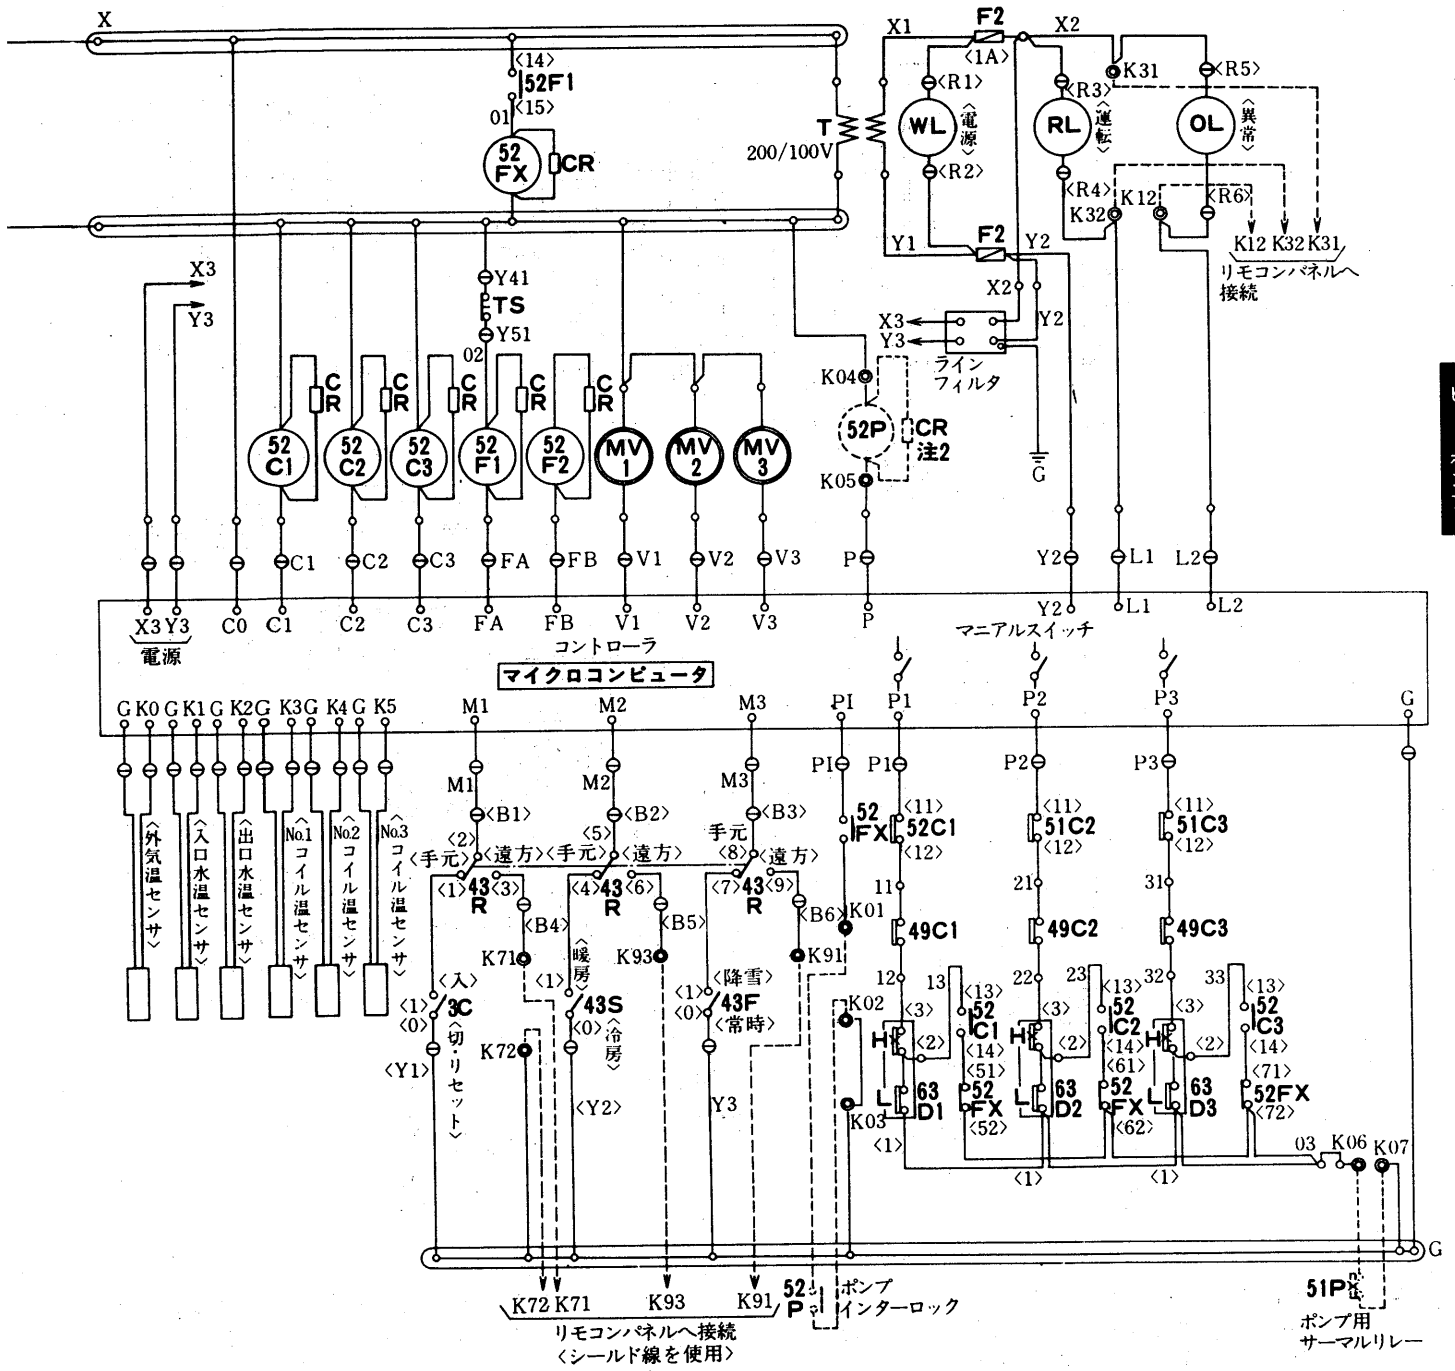 X
X1
F2
X2
〈1A〉
〈14〉
52F1
〈15〉
01
52
FX
CR
T
200/100V
〈R1〉
WL
〈電源〉
〈R2〉
〈R3〉
RL
〈運転〉
〈R4〉
K31
〈R5〉
OL
〈異常〉
〈R6〉
K32
K12
Y1
F2
Y2
K12 K32 K31
リモコンパネルへ
接続
X3
Y3
Y41
TS
Y51
02
X2
Y2
X3
Y3
ライン
フィルタ
G
CR
CR
CR
CR
CR
52
C1
52
C2
52
C3
52
F1
52
F2
MV
1
MV
2
MV
3
K04
52P
CR
注2
K05
C1
C2
C3
FA
FB
V1
V2
V3
P
Y2
L1
L2
X3 Y3
電源
C0
C1
C2
C3
FA
FB
V1
V2
V3
P
Y2
L1
L2
コントローラ
マイクロコンピュータ
マニアルスイッチ
G K0 G K1 G K2 G K3 G K4 G K5
M1
M2
M3
PI
P1
P2
P3
G
M1
M2
M3
PI
P1
P2
P3
〈外気温センサ〉
〈入口水温センサ〉
〈出口水温センサ〉
〈No.1コイル温センサ〉
〈No.2コイル温センサ〉
No.3コイル温センサ〉
〈B1〉
〈B2〉
〈B3〉
〈2〉
〈手元〉
〈遠方〉
〈1〉
43
R
〈3〉
〈5〉
〈手元〉
〈遠方〉
〈4〉
43
R
〈6〉
手元
〈8〉
〈遠方〉
〈7〉
43
R
〈9〉
〈B4〉
〈B5〉
〈B6〉
K71
K93
K91
K72
〈入〉
〈1〉
〈0〉
3C
〈切・リセット〉
〈Y1〉
〈暖房〉
〈1〉
43S
〈0〉
〈冷房〉
〈Y2〉
〈降雪〉
〈1〉
〈0〉
43F
〈常時〉
Y3
52
FX
K01
K02
K03
〈11〉
52C1
〈12〉
11
49C1
12
〈3〉
H
L
63
D1
〈1〉
13
〈13〉
52
C1
〈2〉
〈14〉
〈51〉
52
FX
〈52〉
〈11〉
51C2
〈12〉
21
49C2
22
〈3〉
H
L
63
D2
〈1〉
23
〈13〉
52
C2
〈2〉
〈14〉
〈61〉
52
FX
〈62〉
〈11〉
51C3
〈12〉
31
49C3
32
〈3〉
H
L
63
D3
〈1〉
33
〈13〉
52
C3
〈2〉
〈14〉
〈71〉
52FX
〈72〉
03
K06
K07
G
K72 K71
K93
K91
リモコンパネルへ接続
〈シールド線を使用〉
52
P
ポンプ
インターロック
51P
ポンプ用
サーマルリレー